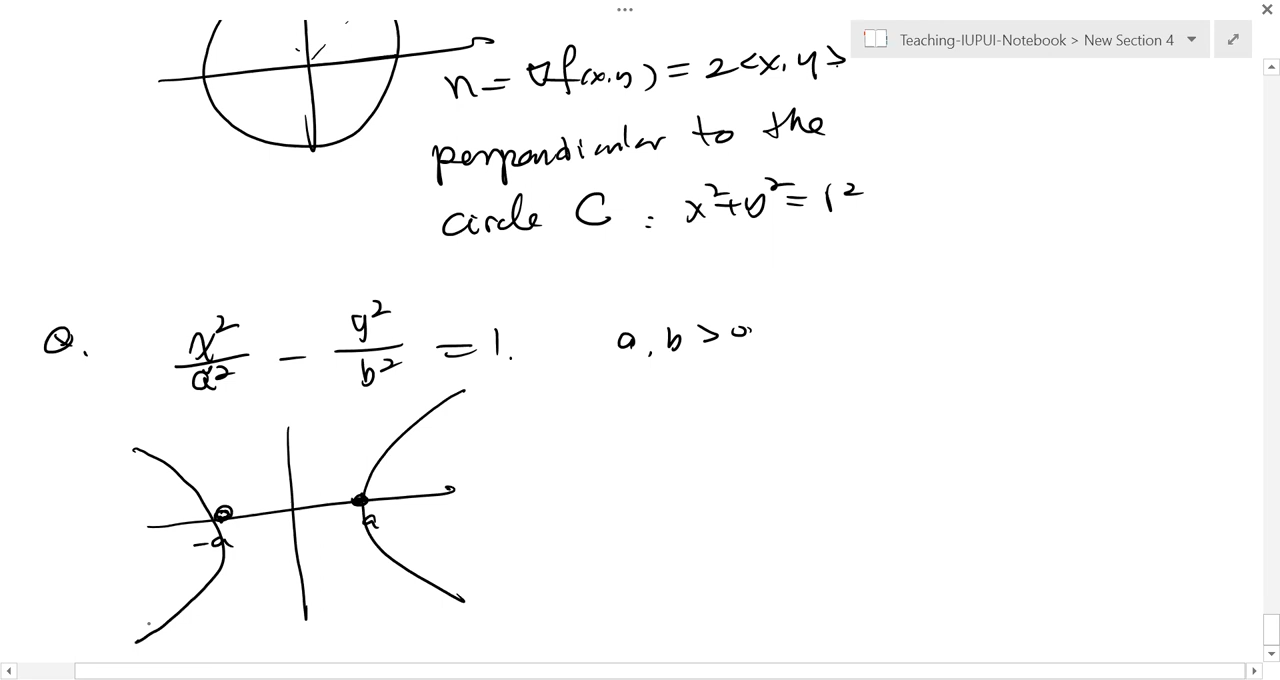 Teaching-IUPUI-Notebook > New Section 4
n = ∇f(x,y) = 2<x,y>
perpendicular to the
circle C : x²+y² = 1²
Q. x²/a² − y²/b² = 1. a, b > 0
-a a